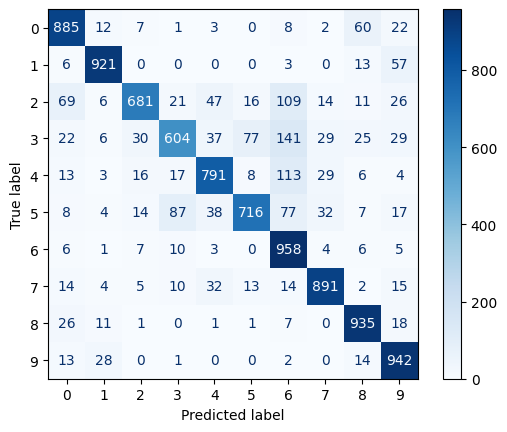 0 885 12 7 1 3 0 8 2 60 22
1 6 921 0 0 0 0 3 0 13 57
800
2 69 6 681 21 47 16 109 14 11 26
3 22 6 30 604 37 77 141 29 25 29
600
True label
4 13 3 16 17 791 8 113 29 6 4
5 8 4 14 87 38 716 77 32 7 17
400
6 6 1 7 10 3 0 958 4 6 5
7 14 4 5 10 32 13 14 891 2 15
200
8 26 11 1 0 1 1 7 0 935 18
9 13 28 0 1 0 0 2 0 14 942
0
0 1 2 3 4 5 6 7 8 9
Predicted label